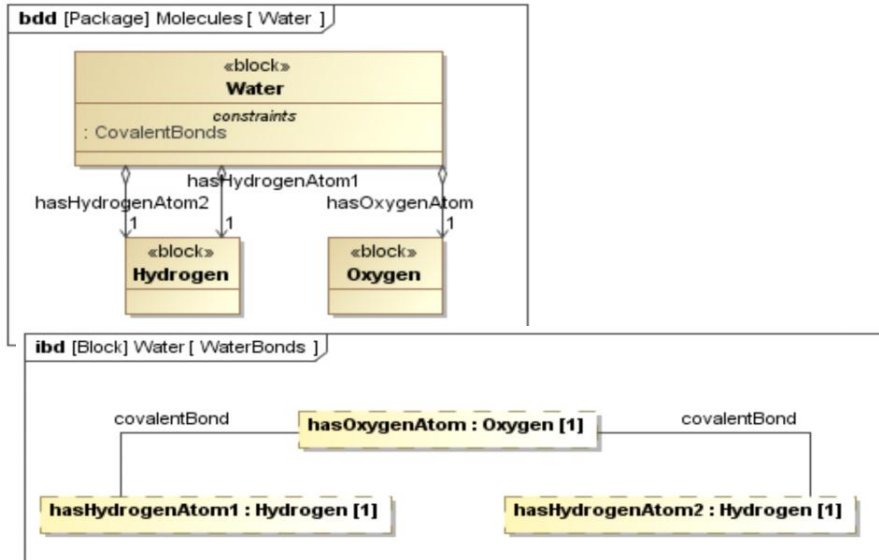 bdd [Package] Molecules [ Water ]
«block»
Water
constraints
: CovalentBonds
hasHydrogenAtom1
hasHydrogenAtom2
hasOxygenAtom
1
1
1
«block»
Hydrogen
«block»
Oxygen
ibd [Block] Water [ WaterBonds ]
covalentBond
covalentBond
hasOxygenAtom : Oxygen [1]
hasHydrogenAtom1 : Hydrogen [1]
hasHydrogenAtom2 : Hydrogen [1]